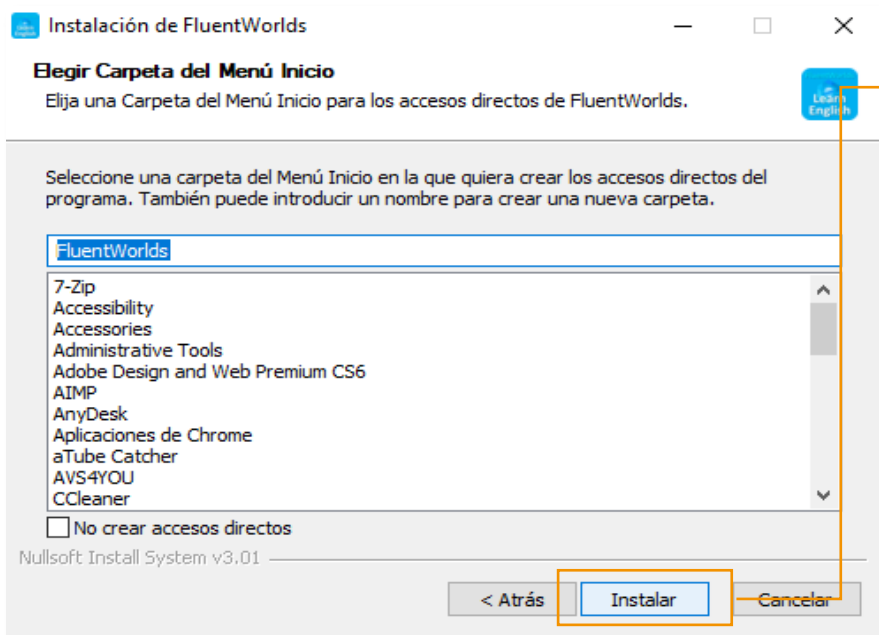 Instalación de FluentWorlds
Elegir Carpeta del Menú Inicio
Elija una Carpeta del Menú Inicio para los accesos directos de FluentWorlds.
Learn
English
Seleccione una carpeta del Menú Inicio en la que quiera crear los accesos directos del
programa. También puede introducir un nombre para crear una nueva carpeta.
FluentWorlds
7-Zip
Accessibility
Accessories
Administrative Tools
Adobe Design and Web Premium CS6
AIMP
AnyDesk
Aplicaciones de Chrome
aTube Catcher
AVS4YOU
CCleaner
No crear accesos directos
Nullsoft Install System v3.01
< Atrás
Instalar
Cancelar